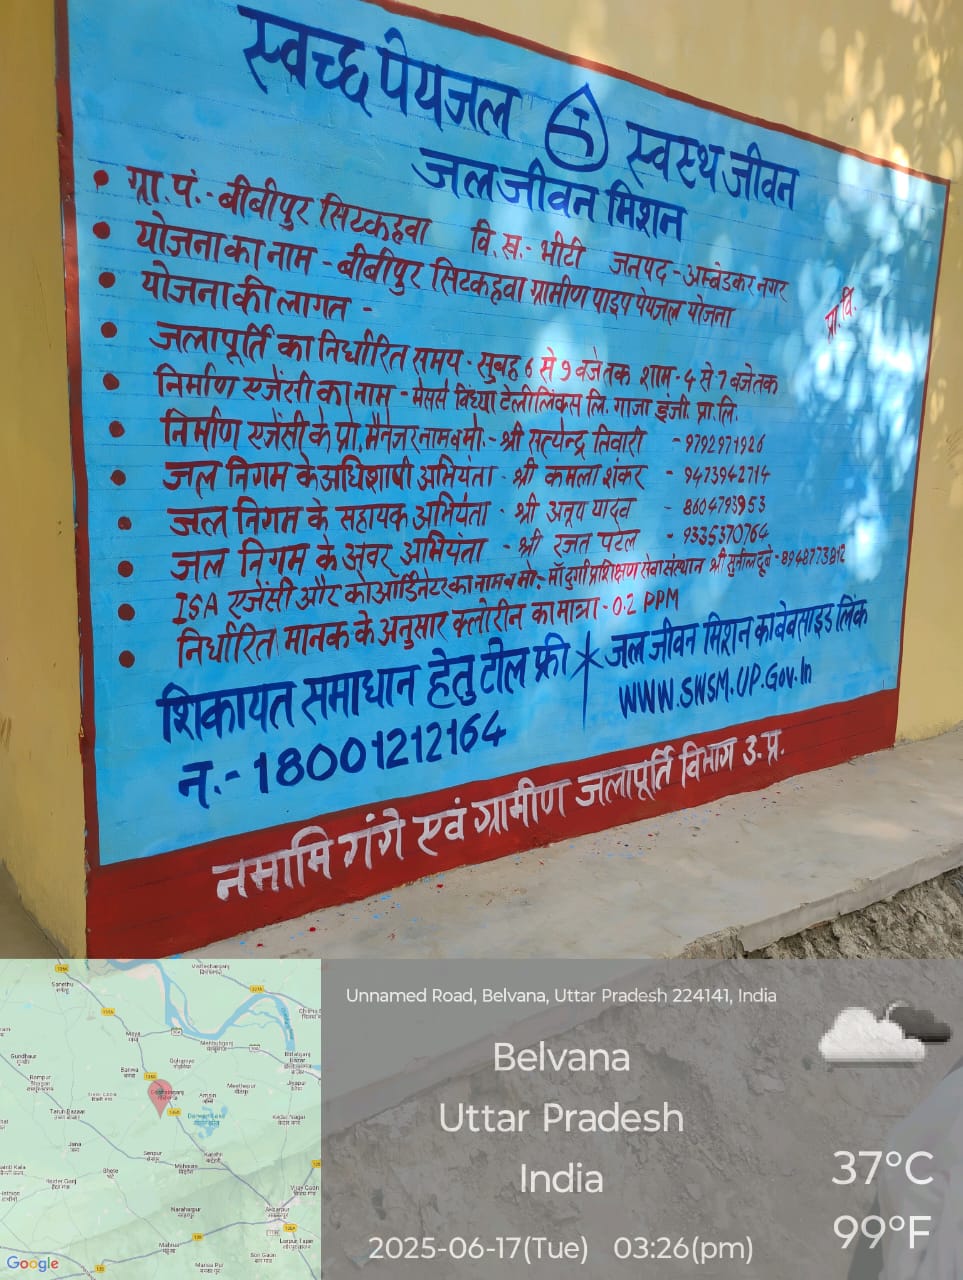 स्वच्छ पेयजल स्वस्थ जीवन
जल जीवन मिशन
• ग्रा.पं.- बीबीपुर सिटकहवा वि.ख.- भीटी जनपद - अम्बेडकर नगर
• योजना का नाम - बीबीपुर सिटकहवा ग्रामीण पाइप पेयजल योजना
• योजना की लागत -
प्रा.वि.
• जलापूर्ति का निर्धारित समय - सुबह 6 से 9 बजे तक शाम - 4 से 7 बजे तक
• निर्माण एजेंसी का नाम - मेसर्स विंध्या टेलीलिंक्स लि. गाजा इंजी. प्रा.लि.
• निर्माण एजेंसी के प्रो. मैनेजर नाम व मो.- श्री सत्येन्द्र तिवारी - 9792971926
• जल निगम के अधिशाषी अभियंता - श्री कमला शंकर - 9473942714
• जल निगम के सहायक अभियंता - श्री अनूप यादव - 8604793953
• जल निगम के अवर अभियंता - श्री रजत पटेल - 9335370764
• ISA एजेंसी और कोऑर्डिनेटर का नाम व मो.- माँ दुर्गा प्रशिक्षण सेवा संस्थान श्री सुनील दूबे - 8948773812
• निर्धारित मानक के अनुसार क्लोरीन का मात्रा - 0.2 PPM
शिकायत समाधान हेतु टोल फ्री
न.- 18001212164
जल जीवन मिशन का बेबसाइड लिंक
WWW.SWSM.UP.Gov.In
नमामि गंगे एवं ग्रामीण जलापूर्ति विभाग उ.प्र.
Unnamed Road, Belvana, Uttar Pradesh 224141, India
Belvana
Uttar Pradesh
India
2025-06-17(Tue) 03:26(pm)
37°C
99°F
Google